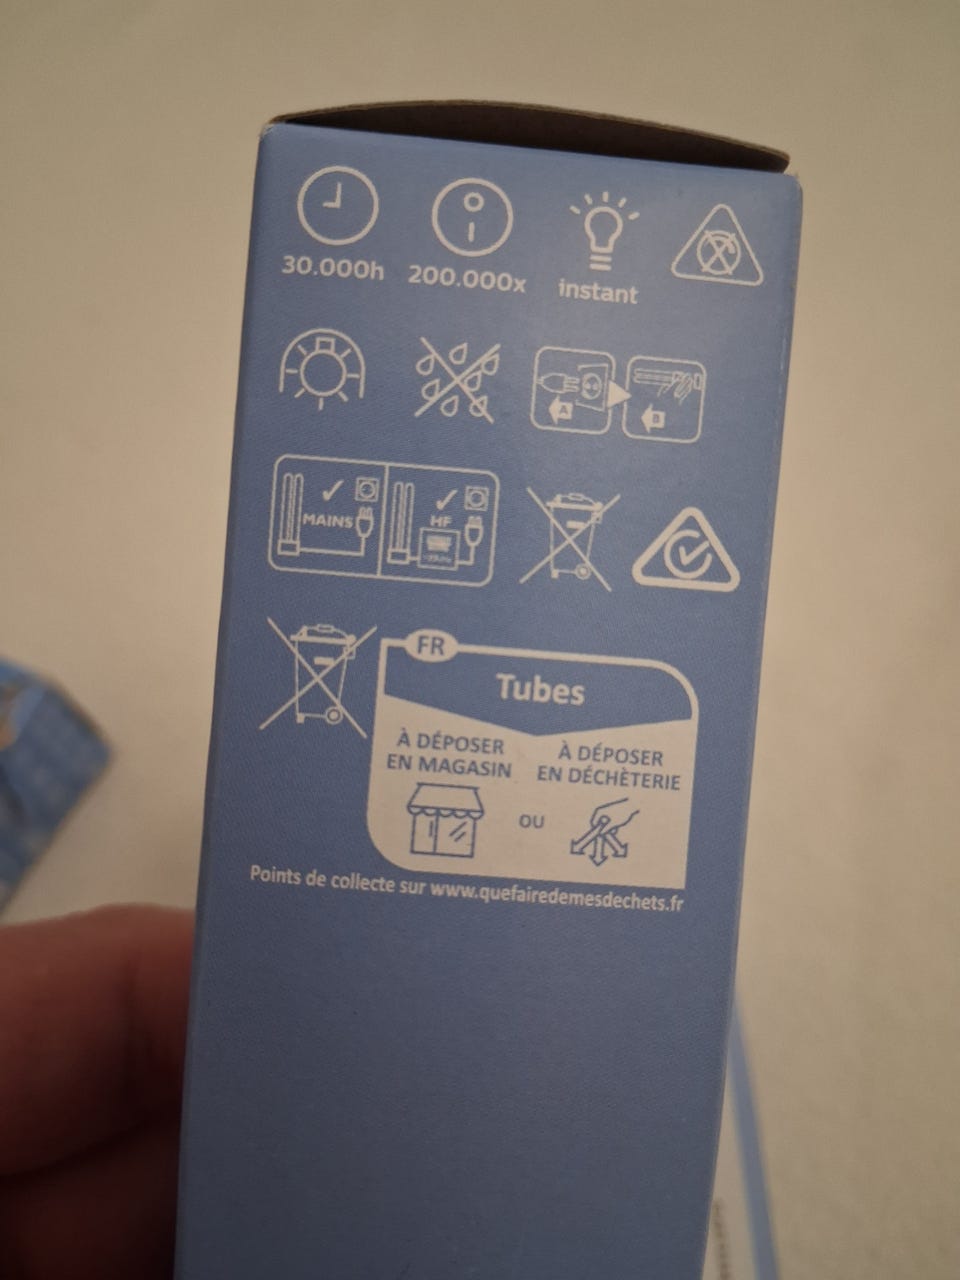 30.000h
200.000x
instant
A
B
MAINS
HF
FR
Tubes
À DÉPOSER
EN MAGASIN
OU
À DÉPOSER
EN DÉCHÈTERIE
Points de collecte sur www.quefairedemesdechets.fr